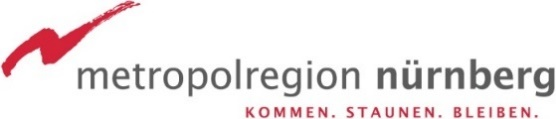 metropolregion nürnberg
KOMMEN. STAUNEN. BLEIBEN.